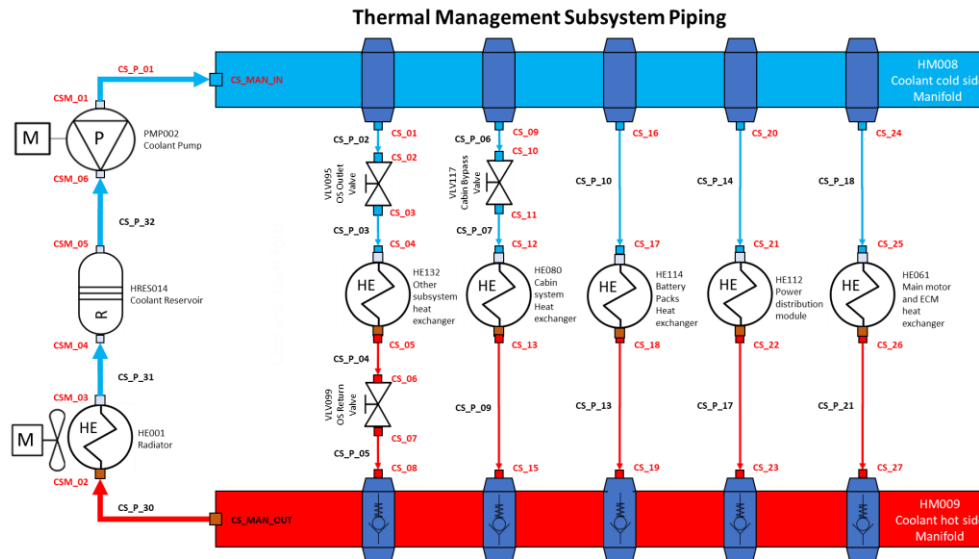 Thermal Management Subsystem Piping
CS_P_01
CS_MAN_IN
HM008
Coolant cold side
Manifold
CSM_01
M
P
PMP002
Coolant Pump
CSM_06
CS_P_32
CSM_05
HRES014
Coolant Reservoir
R
CSM_04
CS_P_31
CSM_03
M
HE
HE001
Radiator
CSM_02
CS_P_30
CS_MAN_OUT
CS_01
CS_P_02
CS_02
VLV095
OS Outlet
Valve
CS_03
CS_P_03
CS_04
HE
HE132
Other
subsystem
heat
exchanger
CS_05
CS_P_04
CS_06
VLV099
OS Return
Valve
CS_07
CS_P_05
CS_08
CS_09
CS_P_06
CS_10
VLV117
Cabin Bypass
Valve
CS_11
CS_P_07
CS_12
HE
HE080
Cabin
system
Heat
exchanger
CS_13
CS_P_09
CS_15
CS_16
CS_P_10
CS_17
HE
HE114
Battery
Packs
Heat
exchanger
CS_18
CS_P_13
CS_19
CS_20
CS_P_14
CS_21
HE
HE112
Power
distribution
module
CS_22
CS_P_17
CS_23
CS_24
CS_P_18
CS_25
HE
HE061
Main motor
and ECM
heat
exchanger
CS_26
CS_P_21
CS_27
HM009
Coolant hot side
Manifold